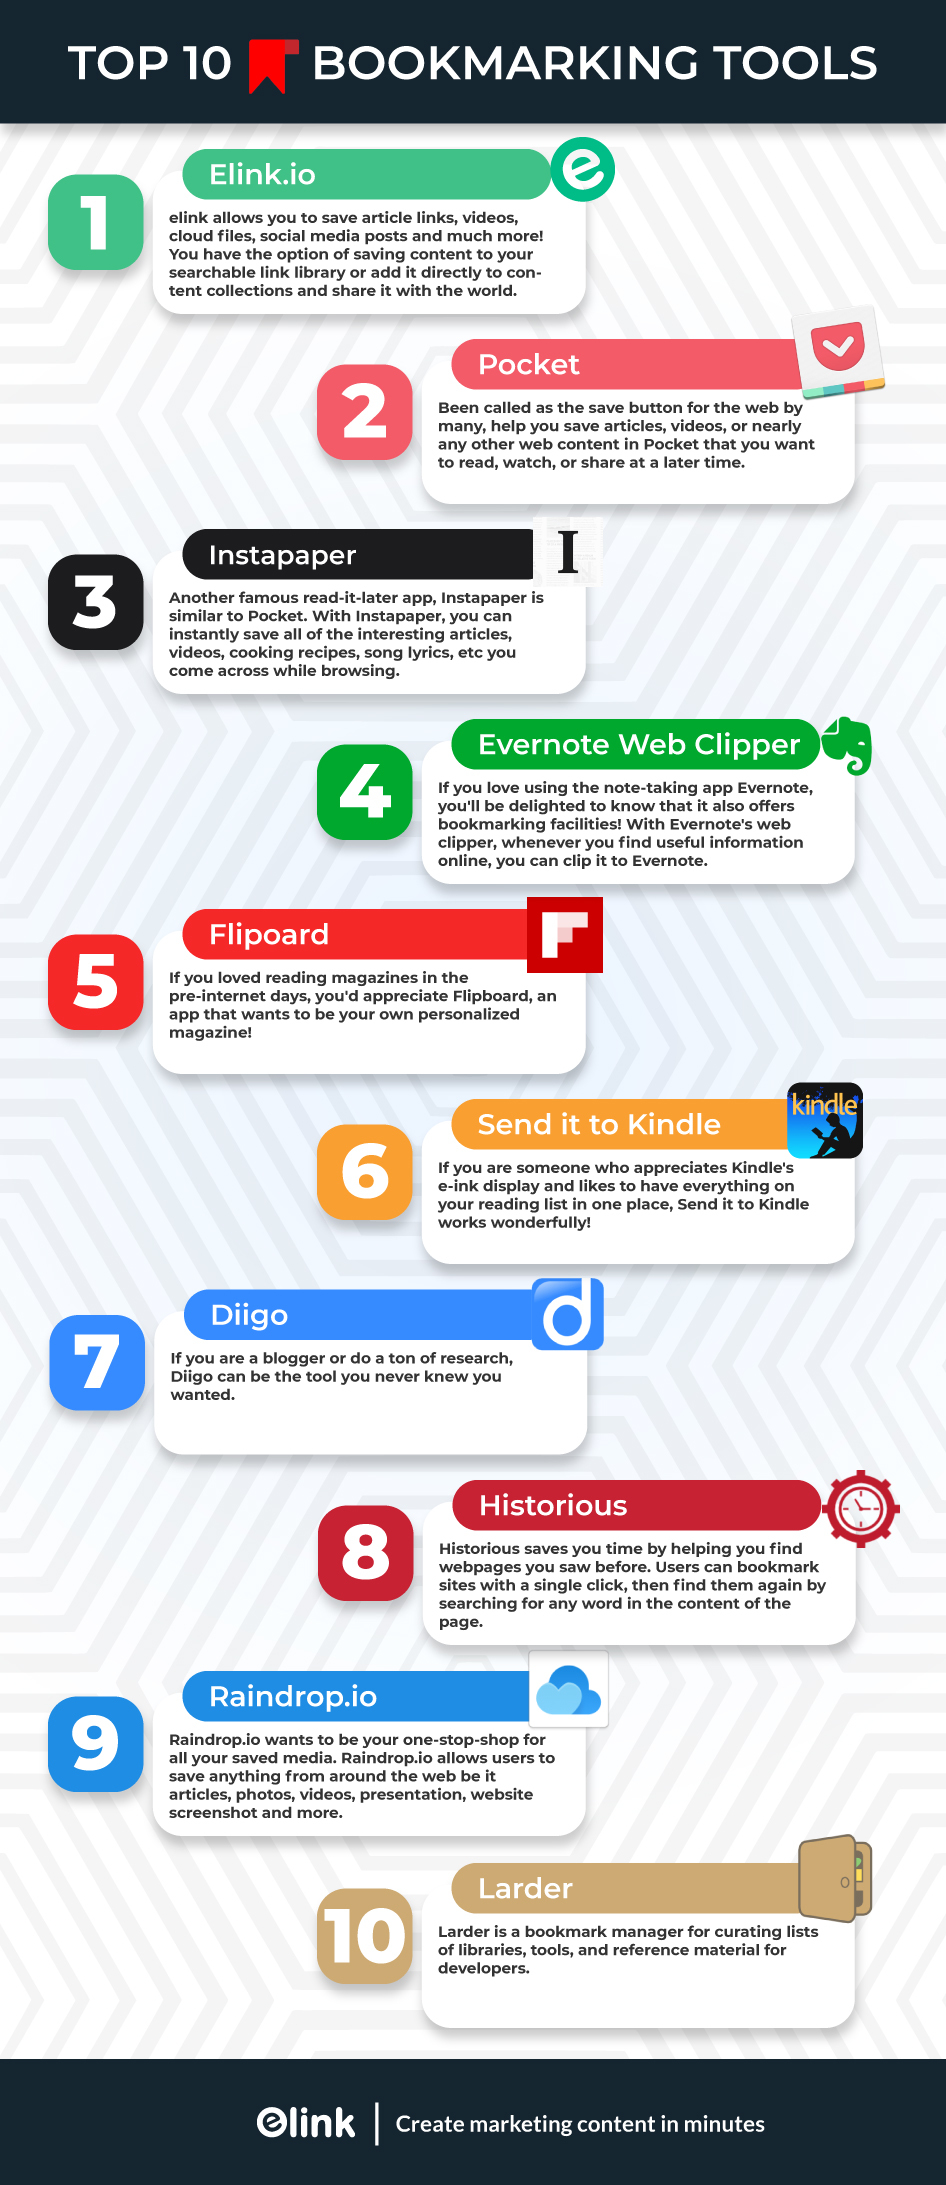 TOP 10 BOOKMARKING TOOLS
1
Elink.io
e
elink allows you to save article links, videos,
cloud files, social media posts and much more!
You have the option of saving content to your
searchable link library or add it directly to con-
tent collections and share it with the world.
2
Pocket
Been called as the save button for the web by
many, help you save articles, videos, or nearly
any other web content in Pocket that you want
to read, watch, or share at a later time.
3
Instapaper
I
Another famous read-it-later app, Instapaper is
similar to Pocket. With Instapaper, you can
instantly save all of the interesting articles,
videos, cooking recipes, song lyrics, etc you
come across while browsing.
4
Evernote Web Clipper
If you love using the note-taking app Evernote,
you'll be delighted to know that it also offers
bookmarking facilities! With Evernote's web
clipper, whenever you find useful information
online, you can clip it to Evernote.
5
Flipoard
F
If you loved reading magazines in the
pre-internet days, you'd appreciate Flipboard, an
app that wants to be your own personalized
magazine!
6
Send it to Kindle
kindle
If you are someone who appreciates Kindle's
e-ink display and likes to have everything on
your reading list in one place, Send it to Kindle
works wonderfully!
7
Diigo
d
If you are a blogger or do a ton of research,
Diigo can be the tool you never knew you
wanted.
8
Historious
Historious saves you time by helping you find
webpages you saw before. Users can bookmark
sites with a single click, then find them again by
searching for any word in the content of the
page.
9
Raindrop.io
Raindrop.io wants to be your one-stop-shop for
all your saved media. Raindrop.io allows users to
save anything from around the web be it
articles, photos, videos, presentation, website
screenshot and more.
10
Larder
Larder is a bookmark manager for curating lists
of libraries, tools, and reference material for
developers.
elink | Create marketing content in minutes